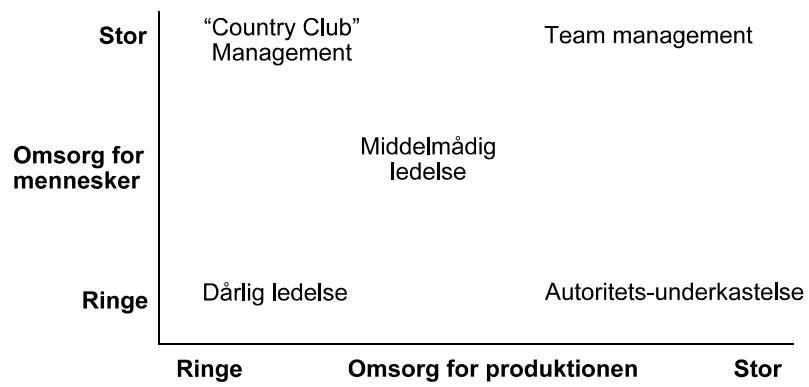 Stor
“Country Club”
Management
Team management
Omsorg for
mennesker
Middelmådig
ledelse
Ringe
Dårlig ledelse
Autoritets-underkastelse
Ringe
Omsorg for produktionen
Stor